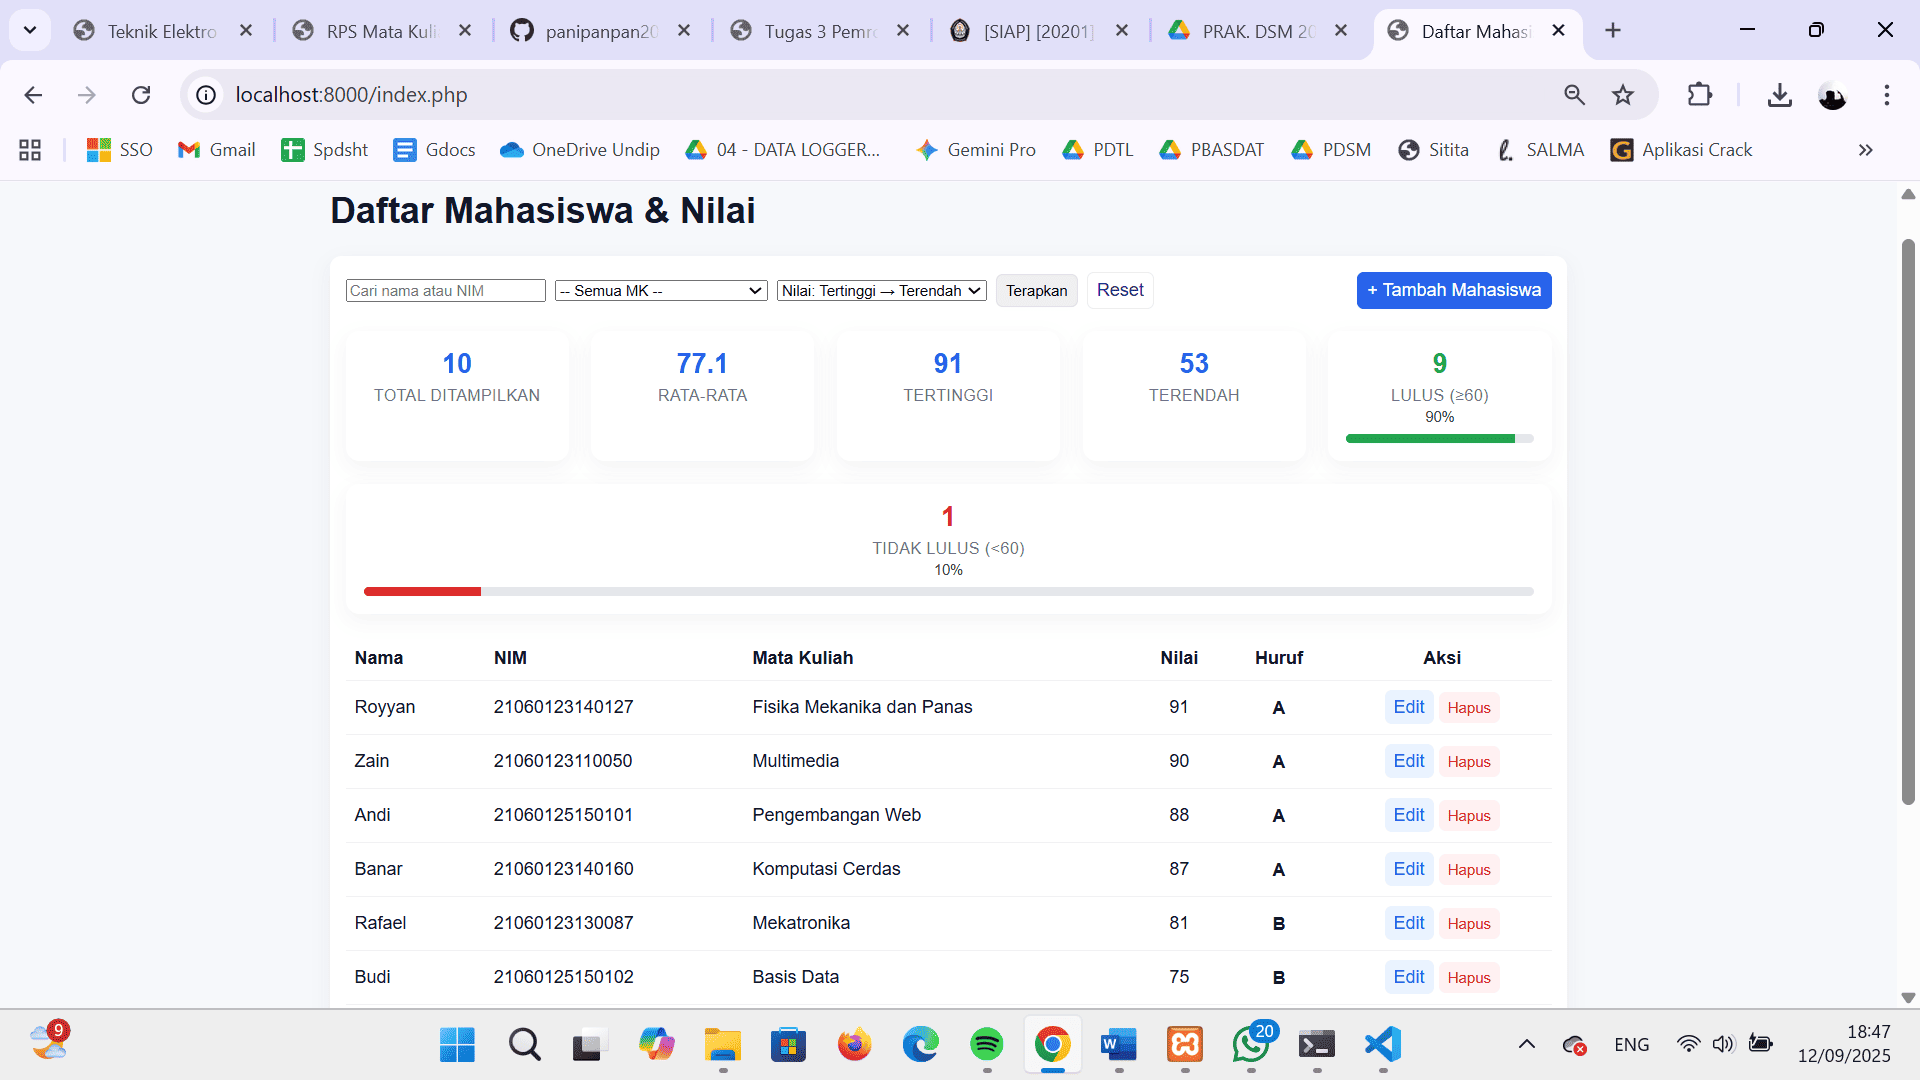 Teknik Elektro
RPS Mata Kuli
panipanpan20
Tugas 3 Pemro
[SIAP] [20201]
PRAK. DSM 20
Daftar Mahasi
localhost:8000/index.php
SSO
Gmail
Spdsht
Gdocs
OneDrive Undip
04 - DATA LOGGER...
Gemini Pro
PDTL
PBASDAT
PDSM
Sitita
SALMA
Aplikasi Crack
Daftar Mahasiswa & Nilai
Cari nama atau NIM
-- Semua MK --
Nilai: Tertinggi → Terendah
Terapkan
Reset
+ Tambah Mahasiswa
10
TOTAL DITAMPILKAN
77.1
RATA-RATA
91
TERTINGGI
53
TERENDAH
9
LULUS (≥60)
90%
1
TIDAK LULUS (<60)
10%
Nama NIM Mata Kuliah Nilai Huruf Aksi
Royyan 21060123140127 Fisika Mekanika dan Panas 91 A Edit Hapus
Zain 21060123110050 Multimedia 90 A Edit Hapus
Andi 21060125150101 Pengembangan Web 88 A Edit Hapus
Banar 21060123140160 Komputasi Cerdas 87 A Edit Hapus
Rafael 21060123130087 Mekatronika 81 B Edit Hapus
Budi 21060125150102 Basis Data 75 B Edit Hapus
9
20
ENG
18:47
12/09/2025